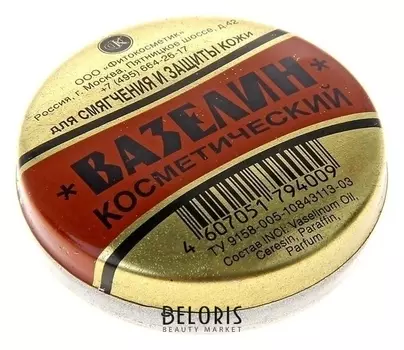 К
ООО «Фитокосметик»
Россия, г. Москва, Пятницкое шоссе, д.42
+7 (495) 664-26-17
ДЛЯ СМЯГЧЕНИЯ И ЗАЩИТЫ КОЖИ
* ВАЗЕЛИН *
КОСМЕТИЧЕСКИЙ
4 607051 794009
ТУ 9158-005-10843113-03
Состав INCI: Vaselinum Oil,
Ceresin, Paraffin,
Parfum
BELORIS
BEAUTY MARKET